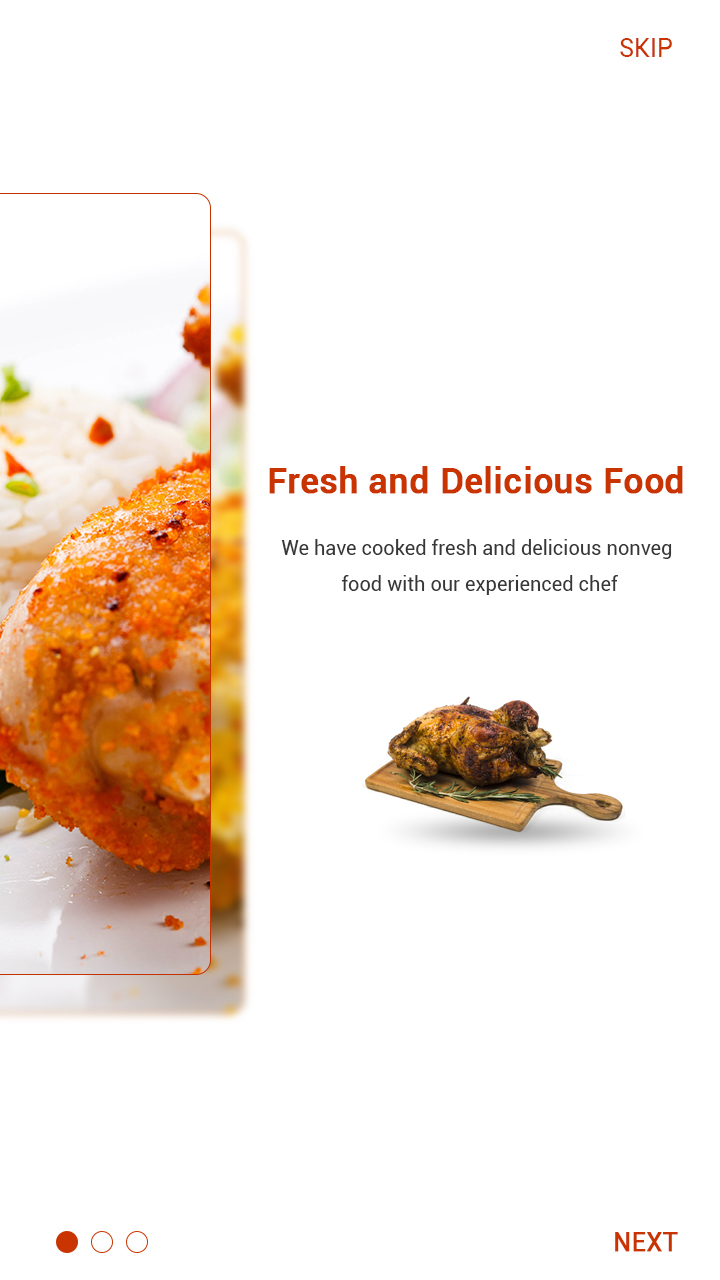 SKIP
Fresh and Delicious Food
We have cooked fresh and delicious nonveg
food with our experienced chef
NEXT